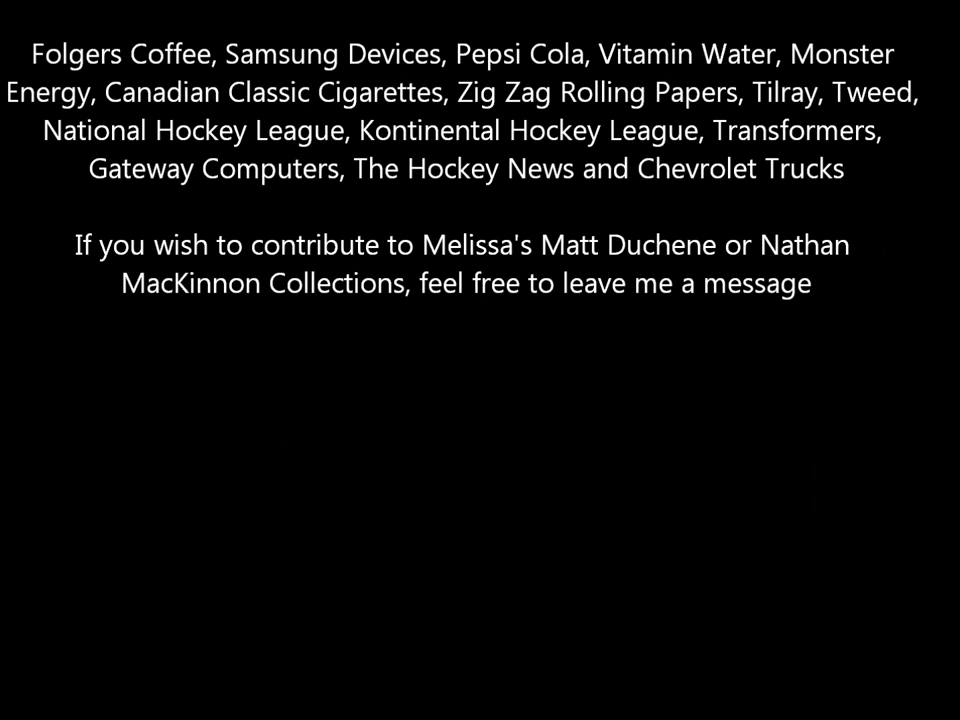 Folgers Coffee, Samsung Devices, Pepsi Cola, Vitamin Water, Monster
Energy, Canadian Classic Cigarettes, Zig Zag Rolling Papers, Tilray, Tweed,
National Hockey League, Kontinental Hockey League, Transformers,
Gateway Computers, The Hockey News and Chevrolet Trucks
If you wish to contribute to Melissa's Matt Duchene or Nathan
MacKinnon Collections, feel free to leave me a message